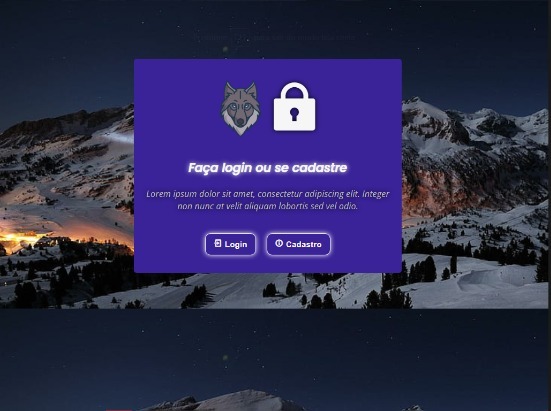 Faça login ou se cadastre
Lorem ipsum dolor sit amet, consectetur adipiscing elit. Integer
non nunc at velit aliquam lobortis sed vel odio.
Login
Cadastro